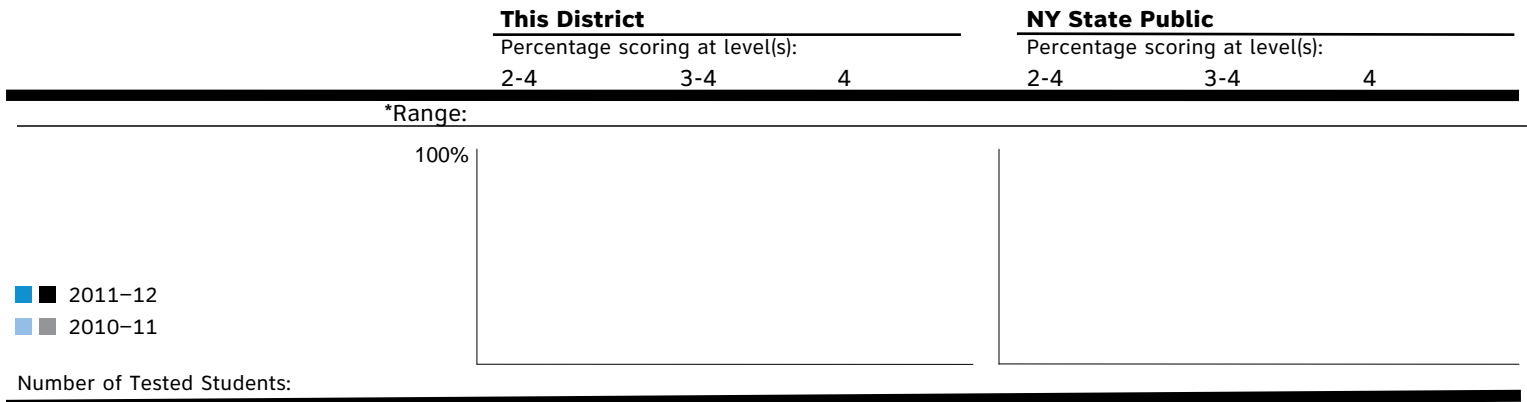 This District NY State Public
Percentage scoring at level(s): Percentage scoring at level(s):
2-4 3-4 4 2-4 3-4 4
*Range:
100%
2011–12
2010–11
Number of Tested Students: